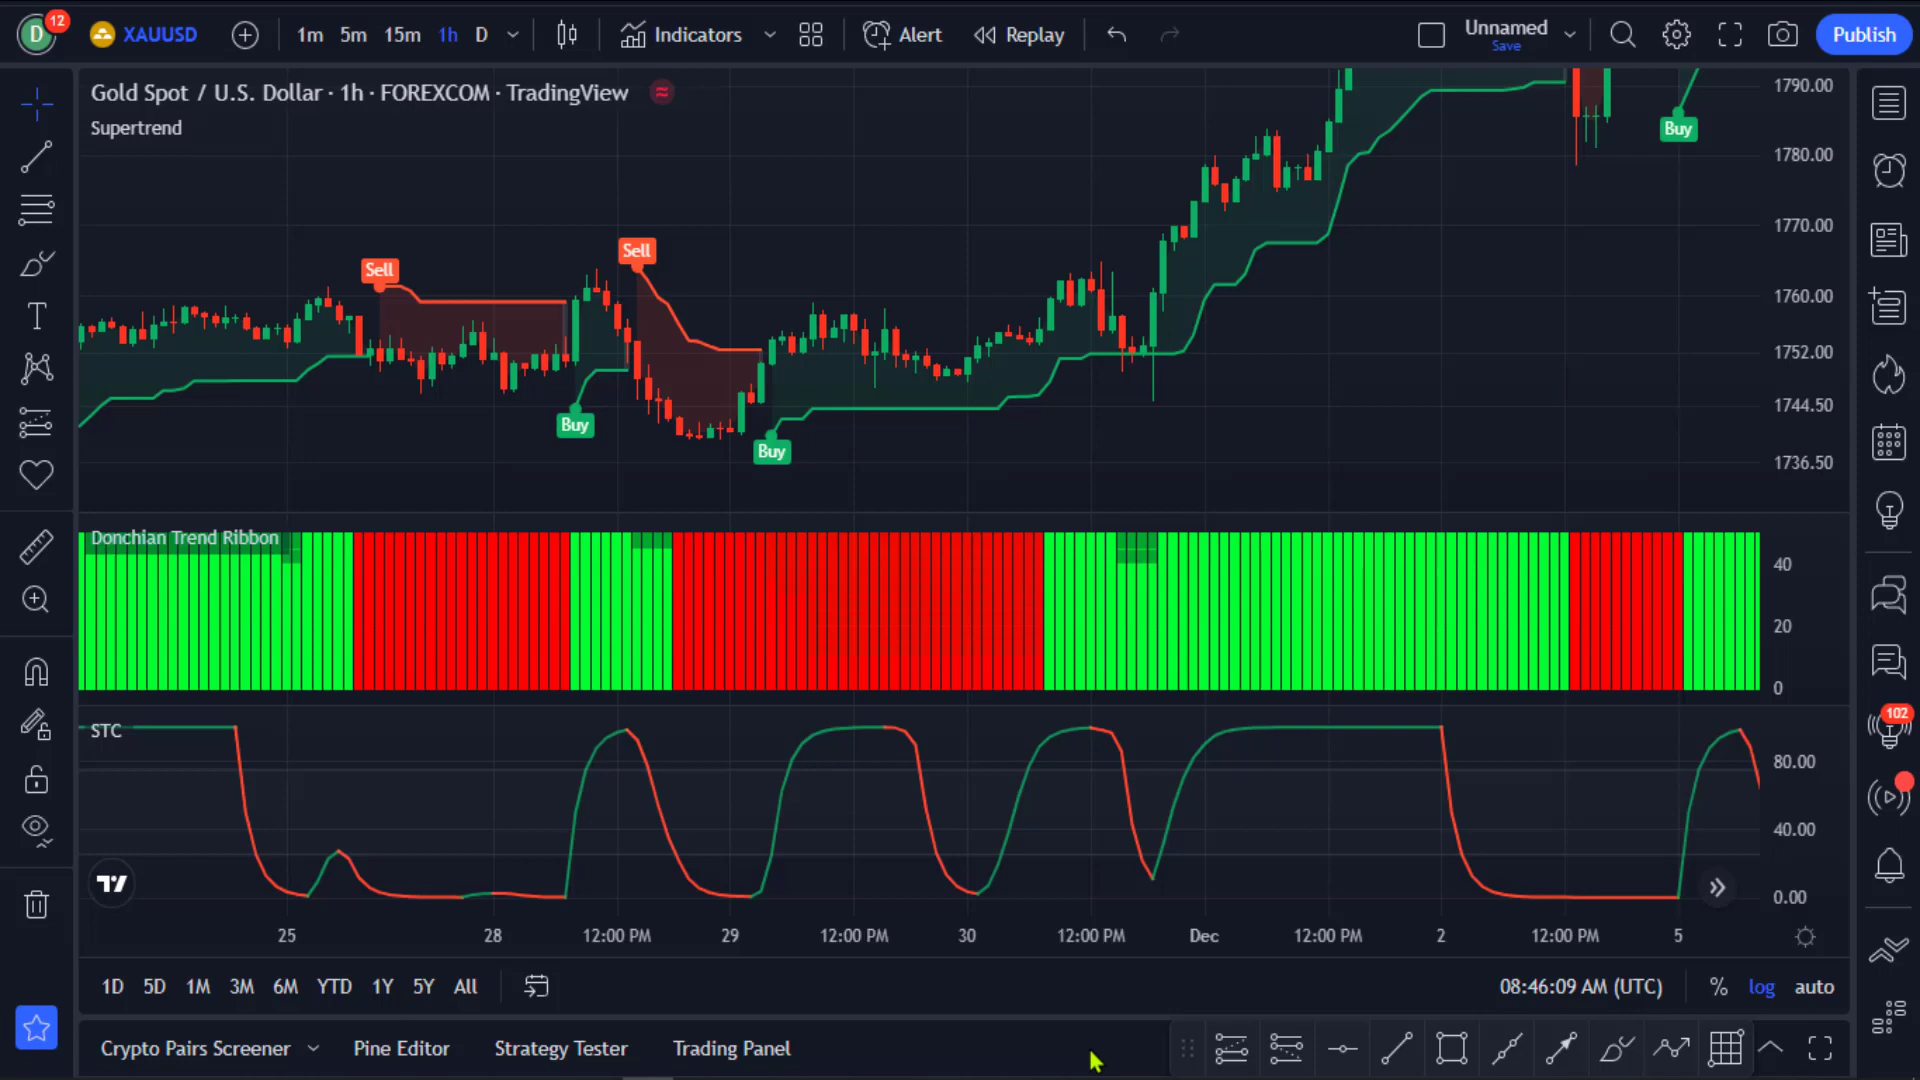 D 12 XAUUSD 1m 5m 15m 1h D Indicators Alert Replay Unnamed Save Publish
Gold Spot / U.S. Dollar · 1h · FOREXCOM · TradingView
Supertrend
Sell
Sell
Buy
Buy
Buy
1790.00
1780.00
1770.00
1760.00
1752.00
1744.50
1736.50
Donchian Trend Ribbon
40
20
0
STC
80.00
40.00
0.00
102
25 28 12:00 PM 29 12:00 PM 30 12:00 PM Dec 12:00 PM 2 12:00 PM 5
1D 5D 1M 3M 6M YTD 1Y 5Y All 08:46:09 AM (UTC) % log auto
Crypto Pairs Screener Pine Editor Strategy Tester Trading Panel